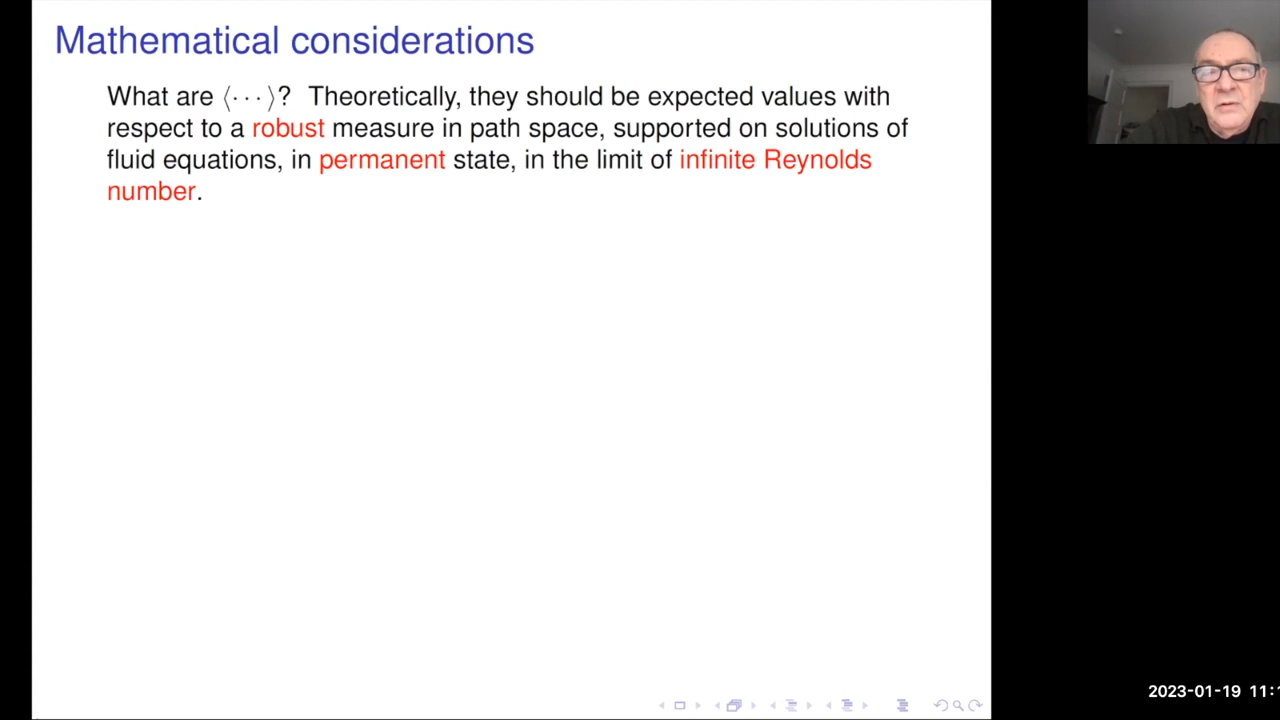 Mathematical considerations
What are ⟨···⟩? Theoretically, they should be expected values with
respect to a robust measure in path space, supported on solutions of
fluid equations, in permanent state, in the limit of infinite Reynolds
number.
2023-01-19 11:1